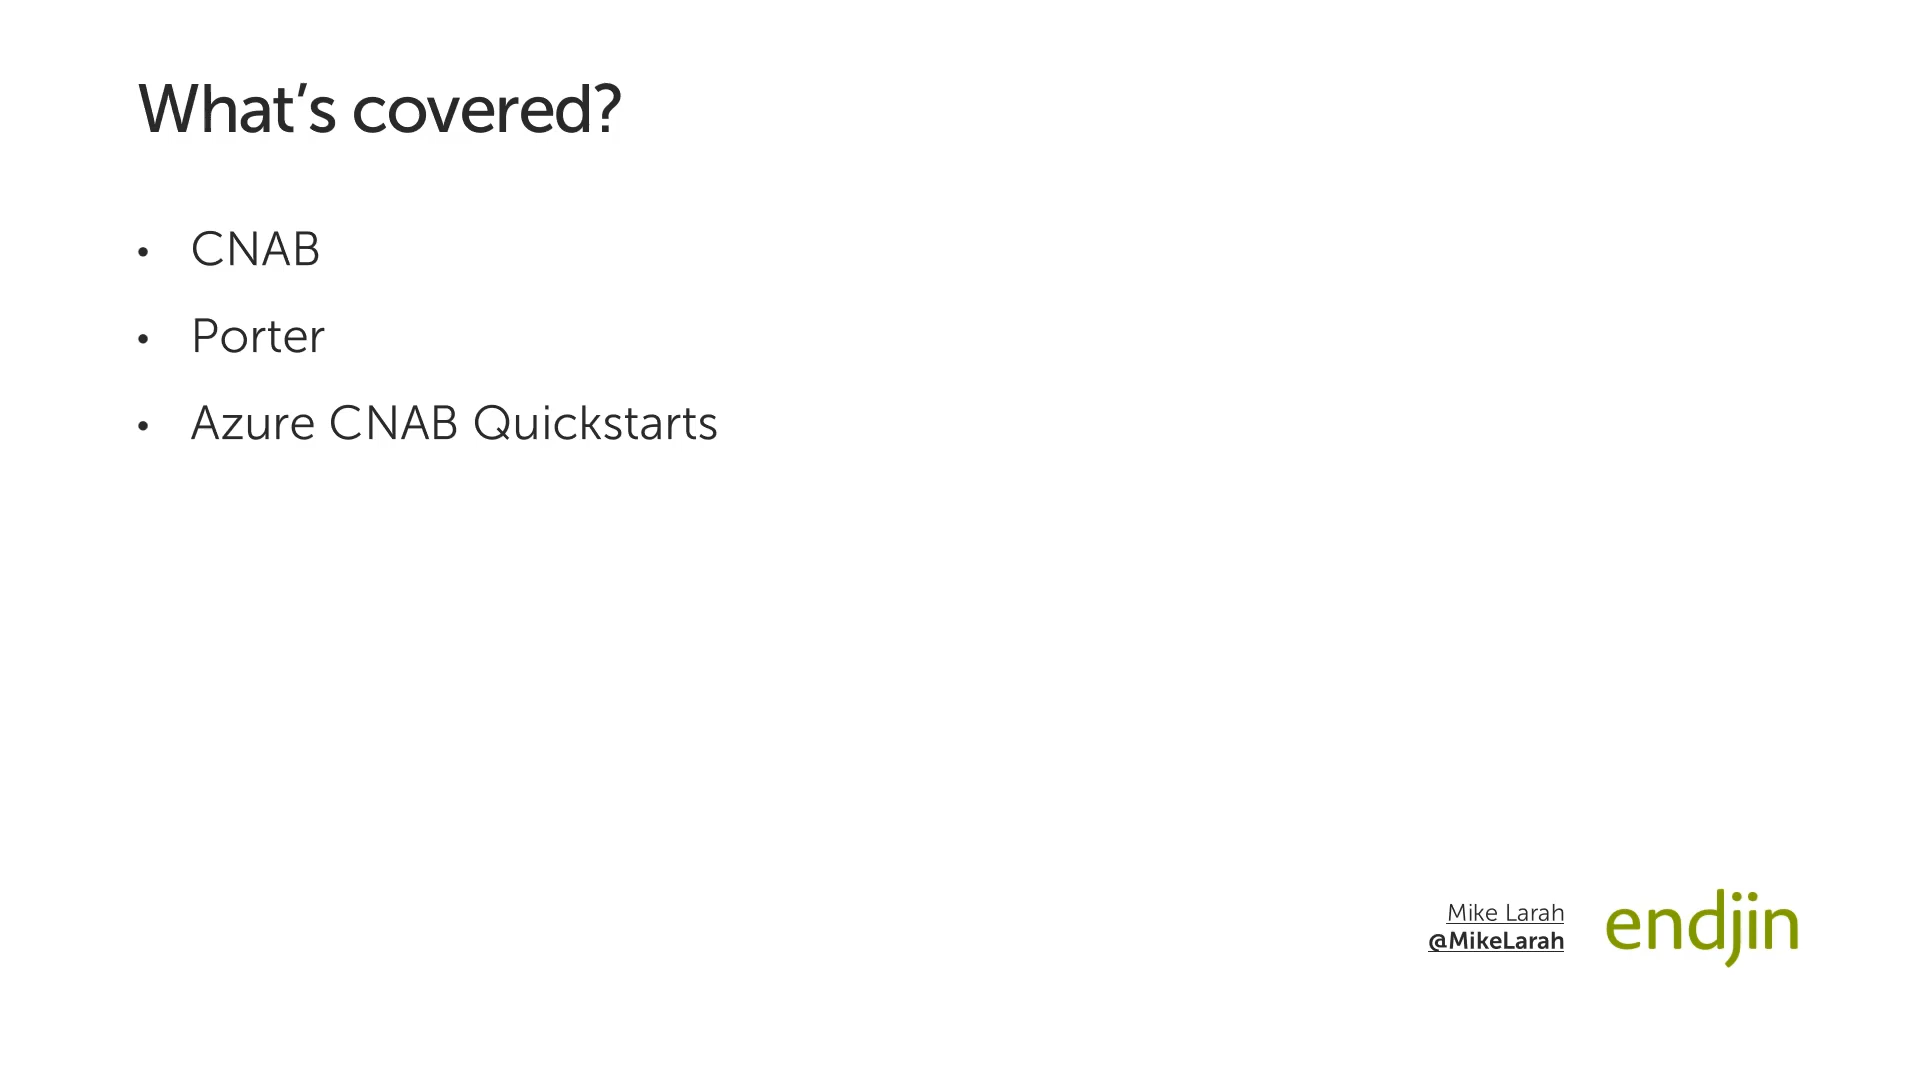 What’s covered?
• CNAB
• Porter
• Azure CNAB Quickstarts
Mike Larah
@MikeLarah
endjin